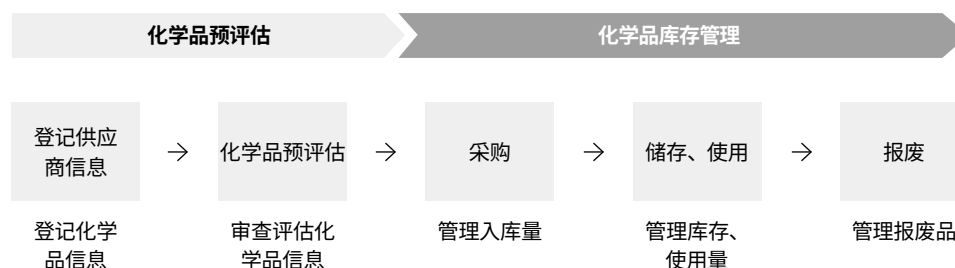 化学品预评估
化学品库存管理
登记供应
商信息
化学品预评估
采购
储存、使用
报废
登记化学
品信息
审查评估化
学品信息
管理入库量
管理库存、
使用量
管理报废品